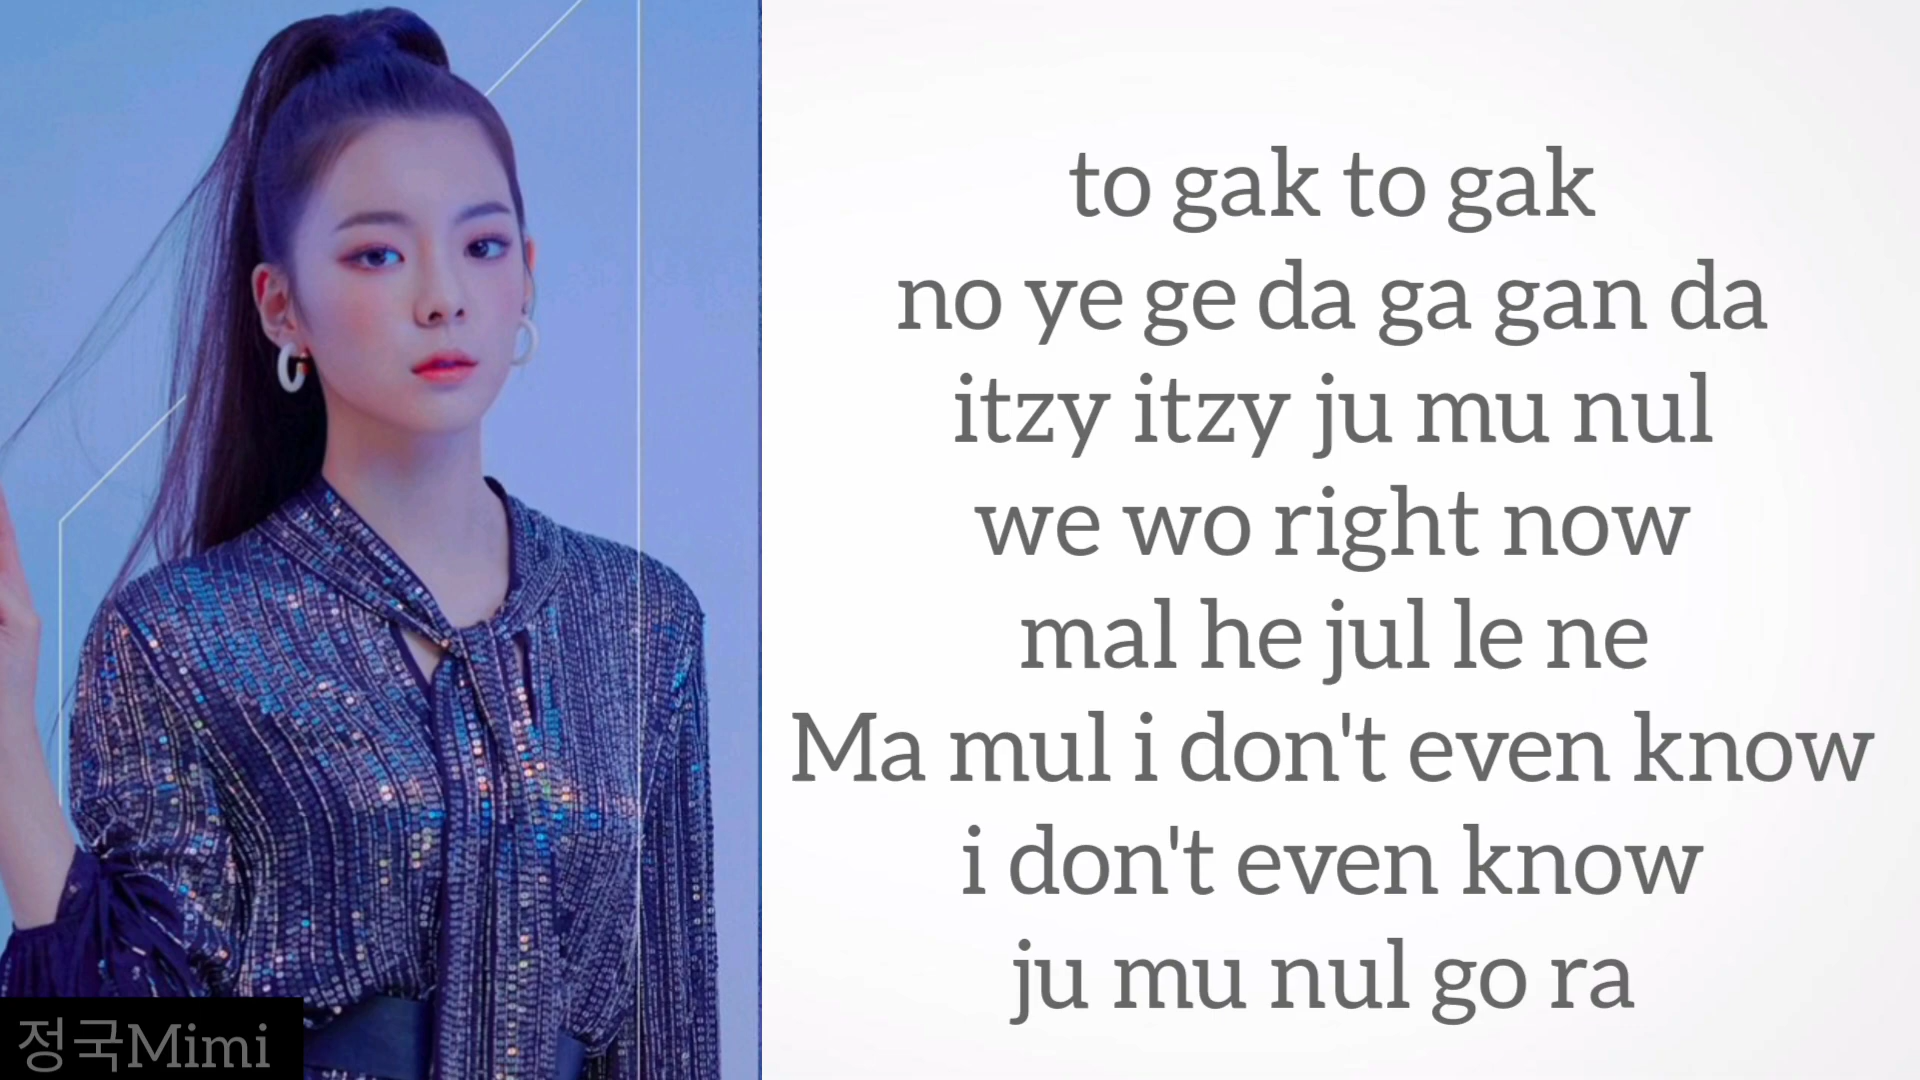 to gak to gak
no ye ge da ga gan da
itzy itzy ju mu nul
we wo right now
mal he jul le ne
Ma mul i don't even know
i don't even know
ju mu nul go ra
정국Mimi